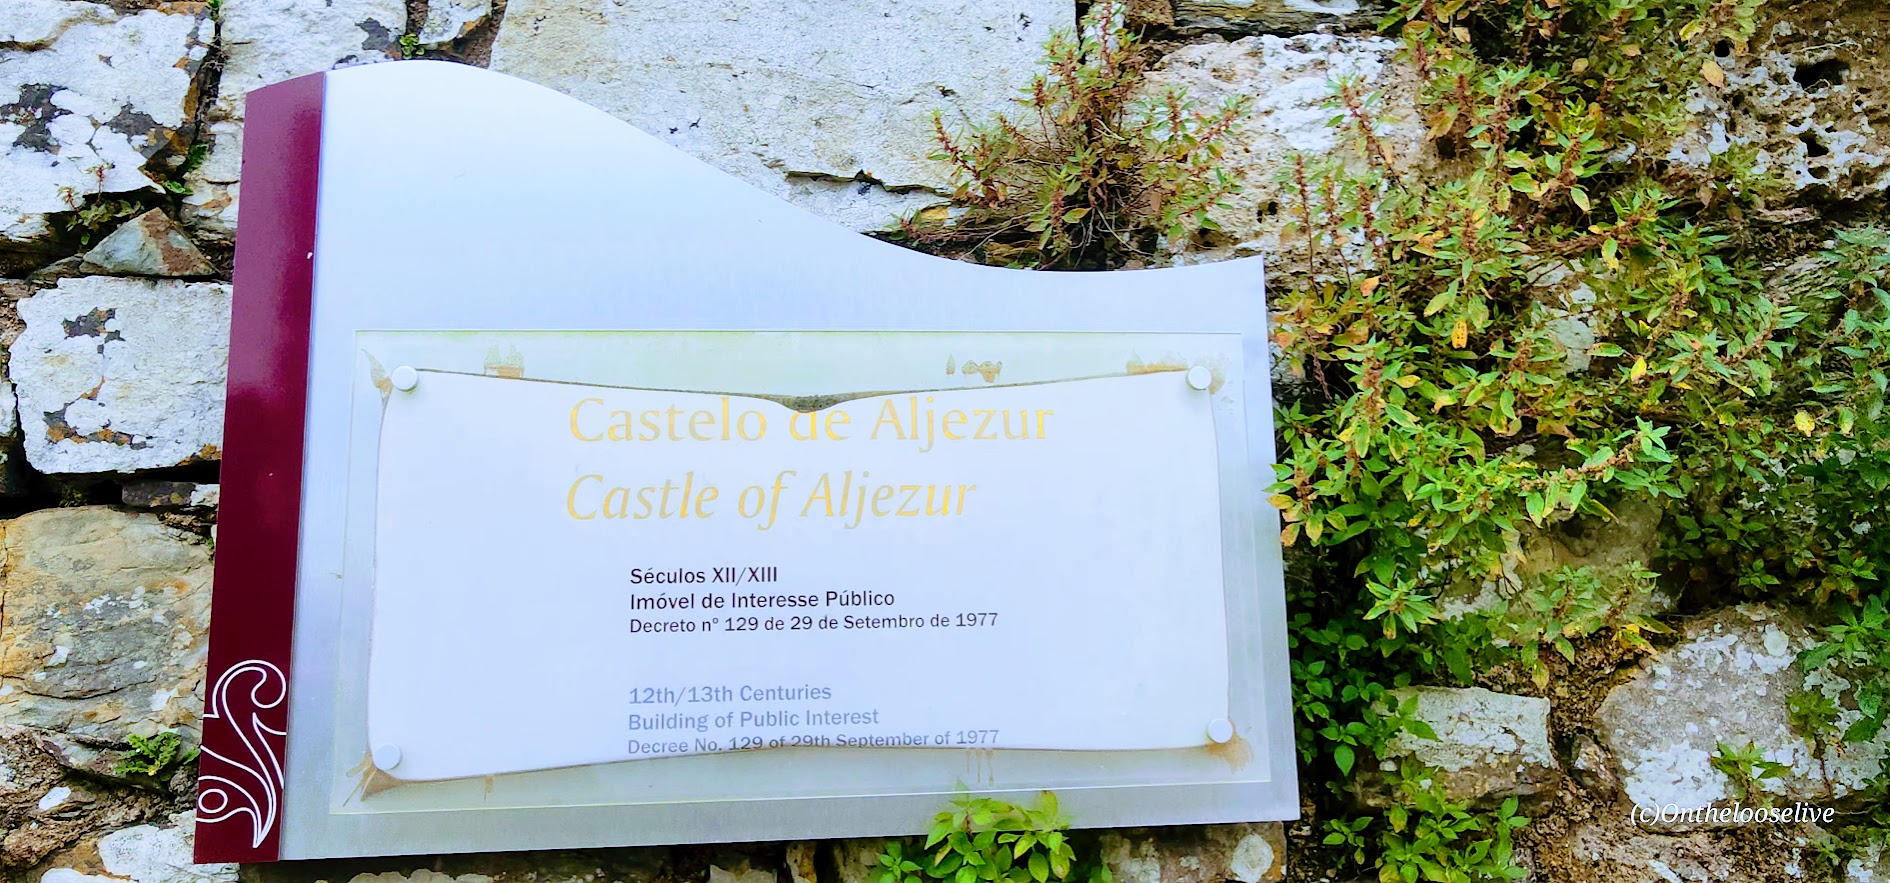 Castelo de Aljezur
Castle of Aljezur
Séculos XII/XIII
Imóvel de Interesse Público
Decreto nº 129 de 29 de Setembro de 1977
12th/13th Centuries
Building of Public Interest
Decree No. 129 of 29th September of 1977
(c)Onthelooselive